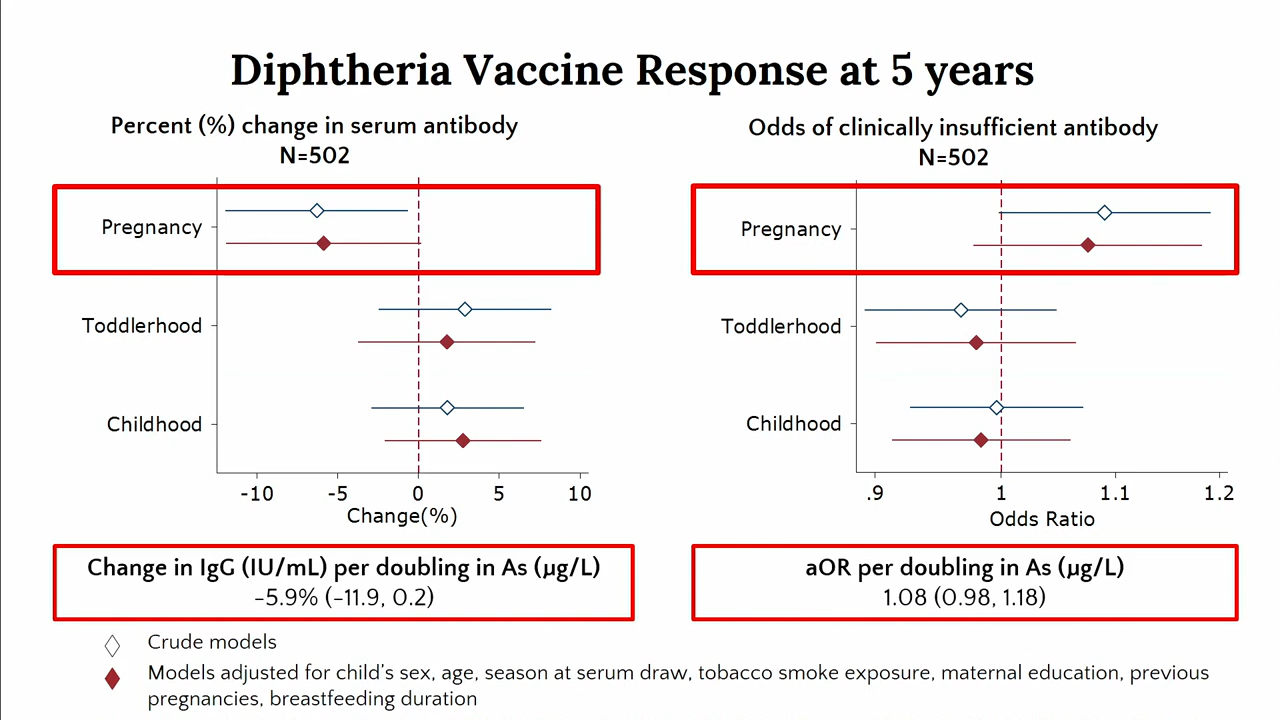 Diphtheria Vaccine Response at 5 years
Percent (%) change in serum antibody
N=502
Pregnancy
Toddlerhood
Childhood
-10 -5 0 5 10
Change(%)
Change in IgG (IU/mL) per doubling in As (µg/L)
-5.9% (-11.9, 0.2)
Odds of clinically insufficient antibody
N=502
Pregnancy
Toddlerhood
Childhood
.9 1 1.1 1.2
Odds Ratio
aOR per doubling in As (µg/L)
1.08 (0.98, 1.18)
Crude models
Models adjusted for child's sex, age, season at serum draw, tobacco smoke exposure, maternal education, previous
pregnancies, breastfeeding duration